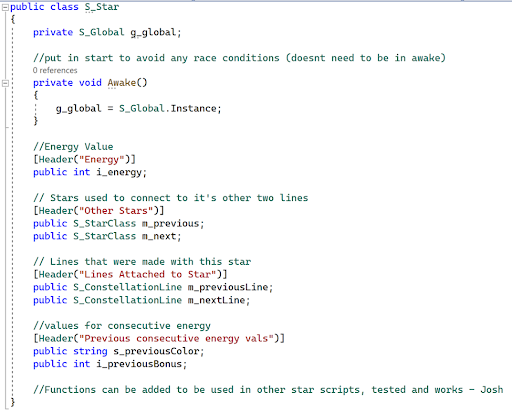 public class S_Star
{
private S_Global g_global;
//put in start to avoid any race conditions (doesnt need to be in awake)
0 references
private void Awake()
{
g_global = S_Global.Instance;
}
//Energy Value
[Header("Energy")]
public int i_energy;
// Stars used to connect to it's other two lines
[Header("Other Stars")]
public S_StarClass m_previous;
public S_StarClass m_next;
// Lines that were made with this star
[Header("Lines Attached to Star")]
public S_ConstellationLine m_previousLine;
public S_ConstellationLine m_nextLine;
//values for consecutive energy
[Header("Previous consecutive energy vals")]
public string s_previousColor;
public int i_previousBonus;
//Functions can be added to be used in other star scripts, tested and works - Josh
}